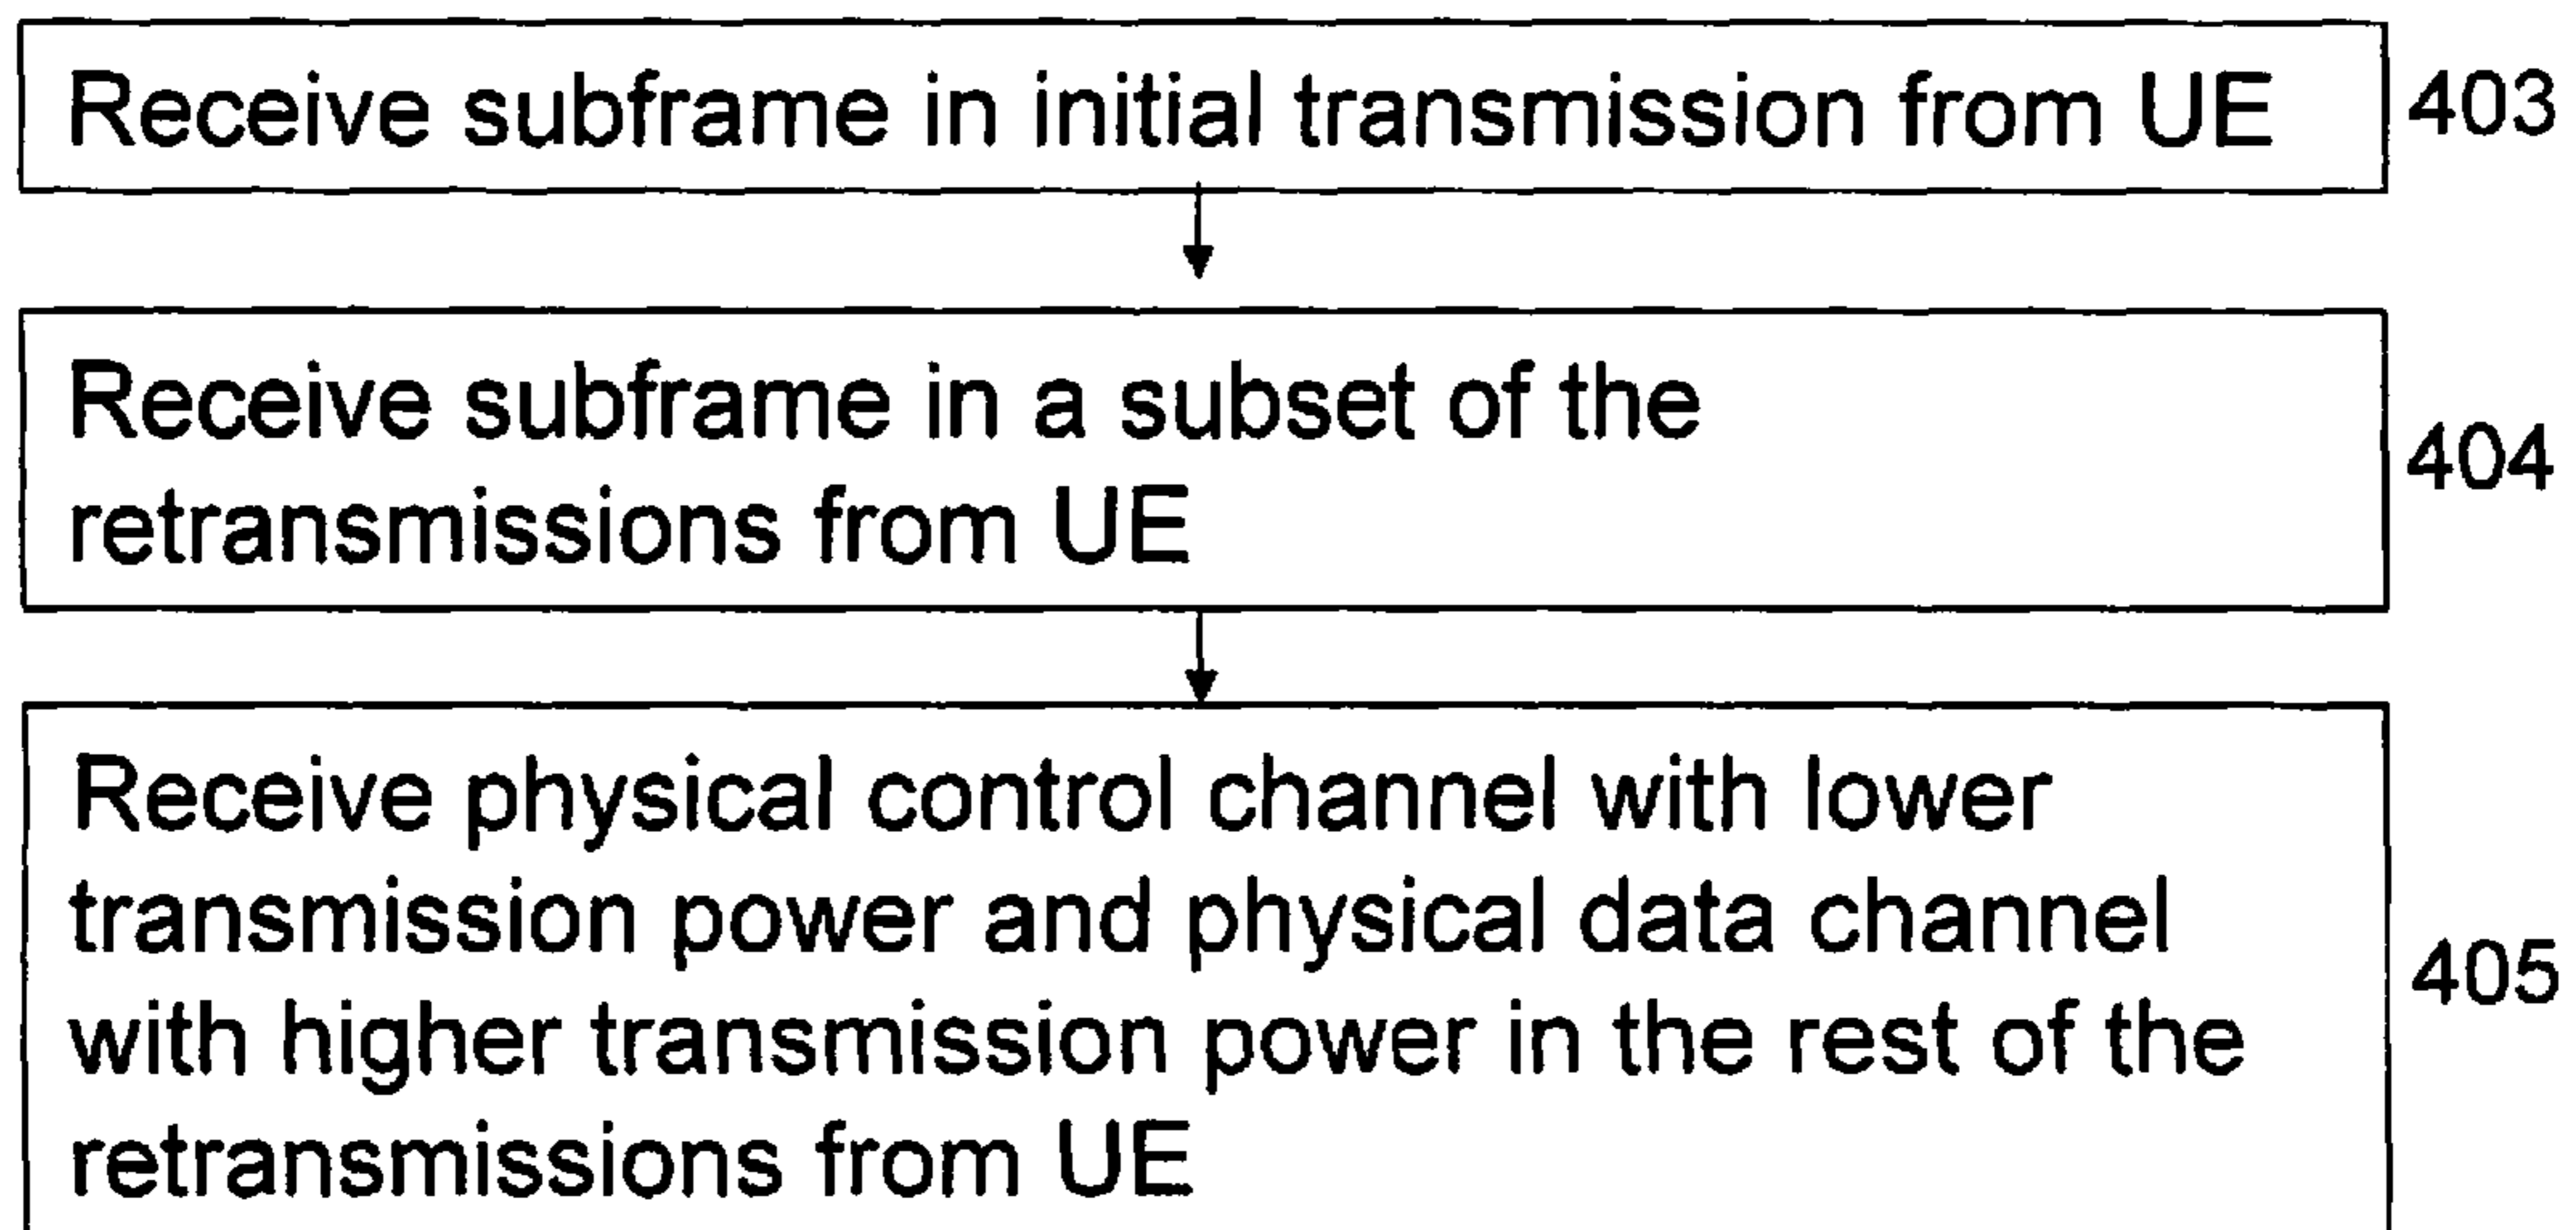 Receive subframe in initial transmission from UE
403
Receive subframe in a subset of the
retransmissions from UE
404
Receive physical control channel with lower
transmission power and physical data channel
with higher transmission power in the rest of the
retransmissions from UE
405